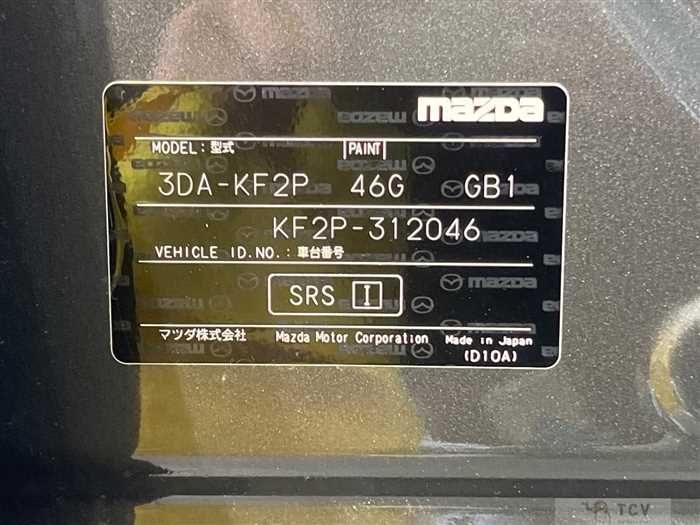 mazda
MODEL: 型式 PAINT
3DA-KF2P 46G GB1
KF2P-312046
VEHICLE ID.NO.: 車台番号
SRS I
マツダ株式会社 Mazda Motor Corporation Made in Japan
(D10A)
TCV